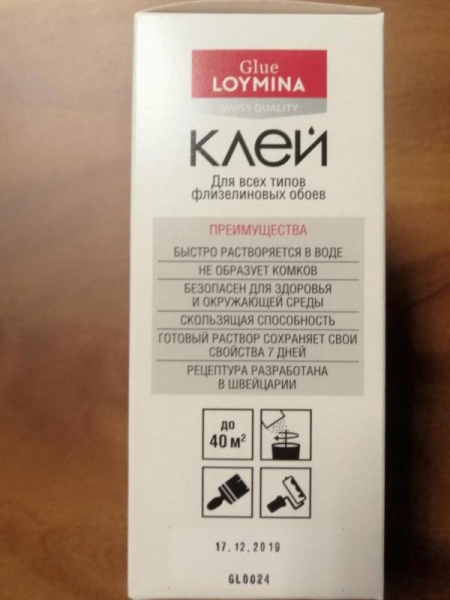 Glue
LOYMINA
SWISS QUALITY
клей
Для всех типов
флизелиновых обоев
ПРЕИМУЩЕСТВА
БЫСТРО РАСТВОРЯЕТСЯ В ВОДЕ
НЕ ОБРАЗУЕТ КОМКОВ
БЕЗОПАСЕН ДЛЯ ЗДОРОВЬЯ
И ОКРУЖАЮЩЕЙ СРЕДЫ
СКОЛЬЗЯЩАЯ СПОСОБНОСТЬ
ГОТОВЫЙ РАСТВОР СОХРАНЯЕТ СВОИ
СВОЙСТВА 7 ДНЕЙ
РЕЦЕПТУРА РАЗРАБОТАНА
В ШВЕЙЦАРИИ
до
40 м²
17.12.2019
GL0024